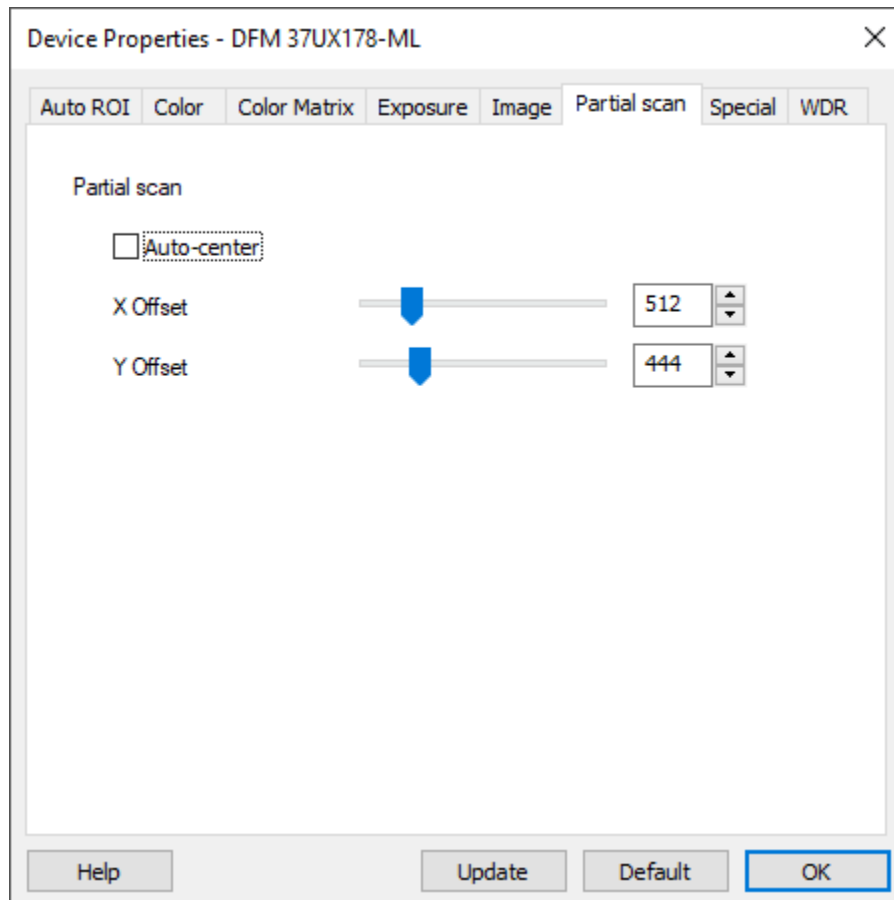 Device Properties - DFM 37UX178-ML
Auto ROI Color Color Matrix Exposure Image Partial scan Special WDR
Partial scan
Auto-center
X Offset 512
Y Offset 444
Help Update Default OK